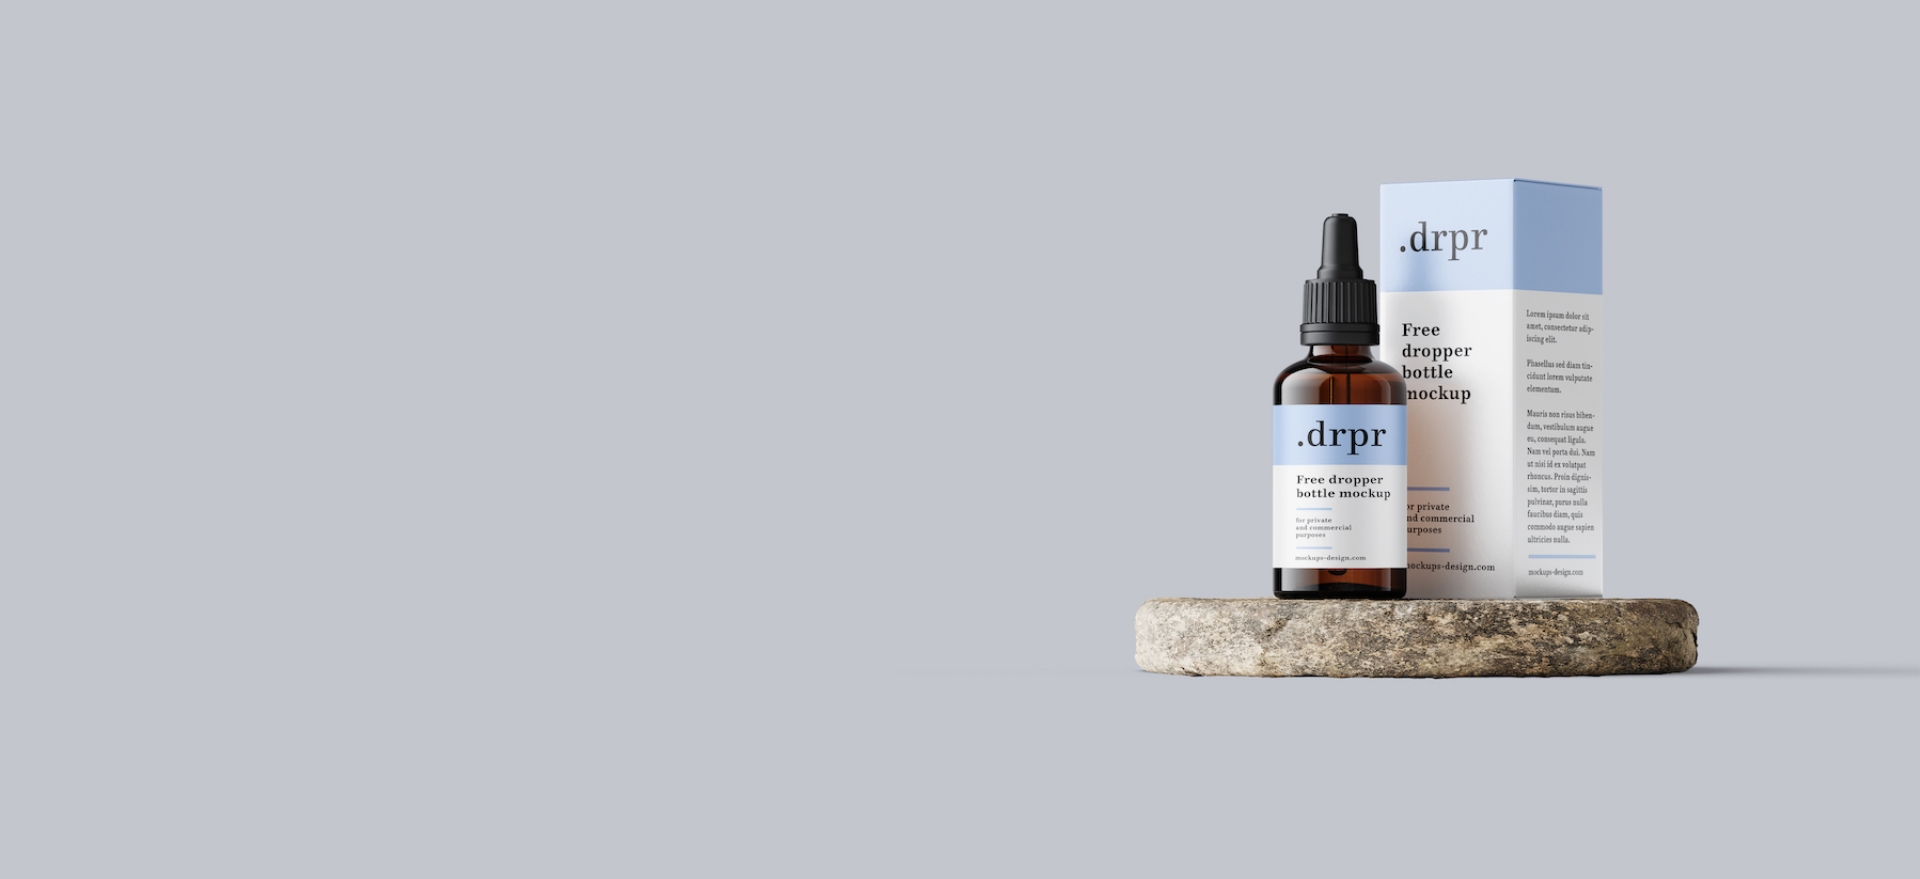 .drpr
Free dropper
bottle mockup
for private
and commercial
purposes
mockups-design.com
.drpr
Free
dropper
bottle
mockup
or private
nd commercial
urposes
ockups-design.com
Lorem ipsum dolor sit
amet, consectetur adip-
iscing elit.
Phasellus sed diam tin-
cidunt lorem vulputate
elementum.
Mauris non risus biben-
dum, vestibulum augue
eu, consequat ligula.
Nam vel porta dui. Nam
ut nisi id ex volutpat
rhoncus. Proin dignis-
sim, tortor in sagittis
pulvinar, purus nulla
faucibus diam, quis
commodo augue sapien
ultricies nulla.
mockups-design.com